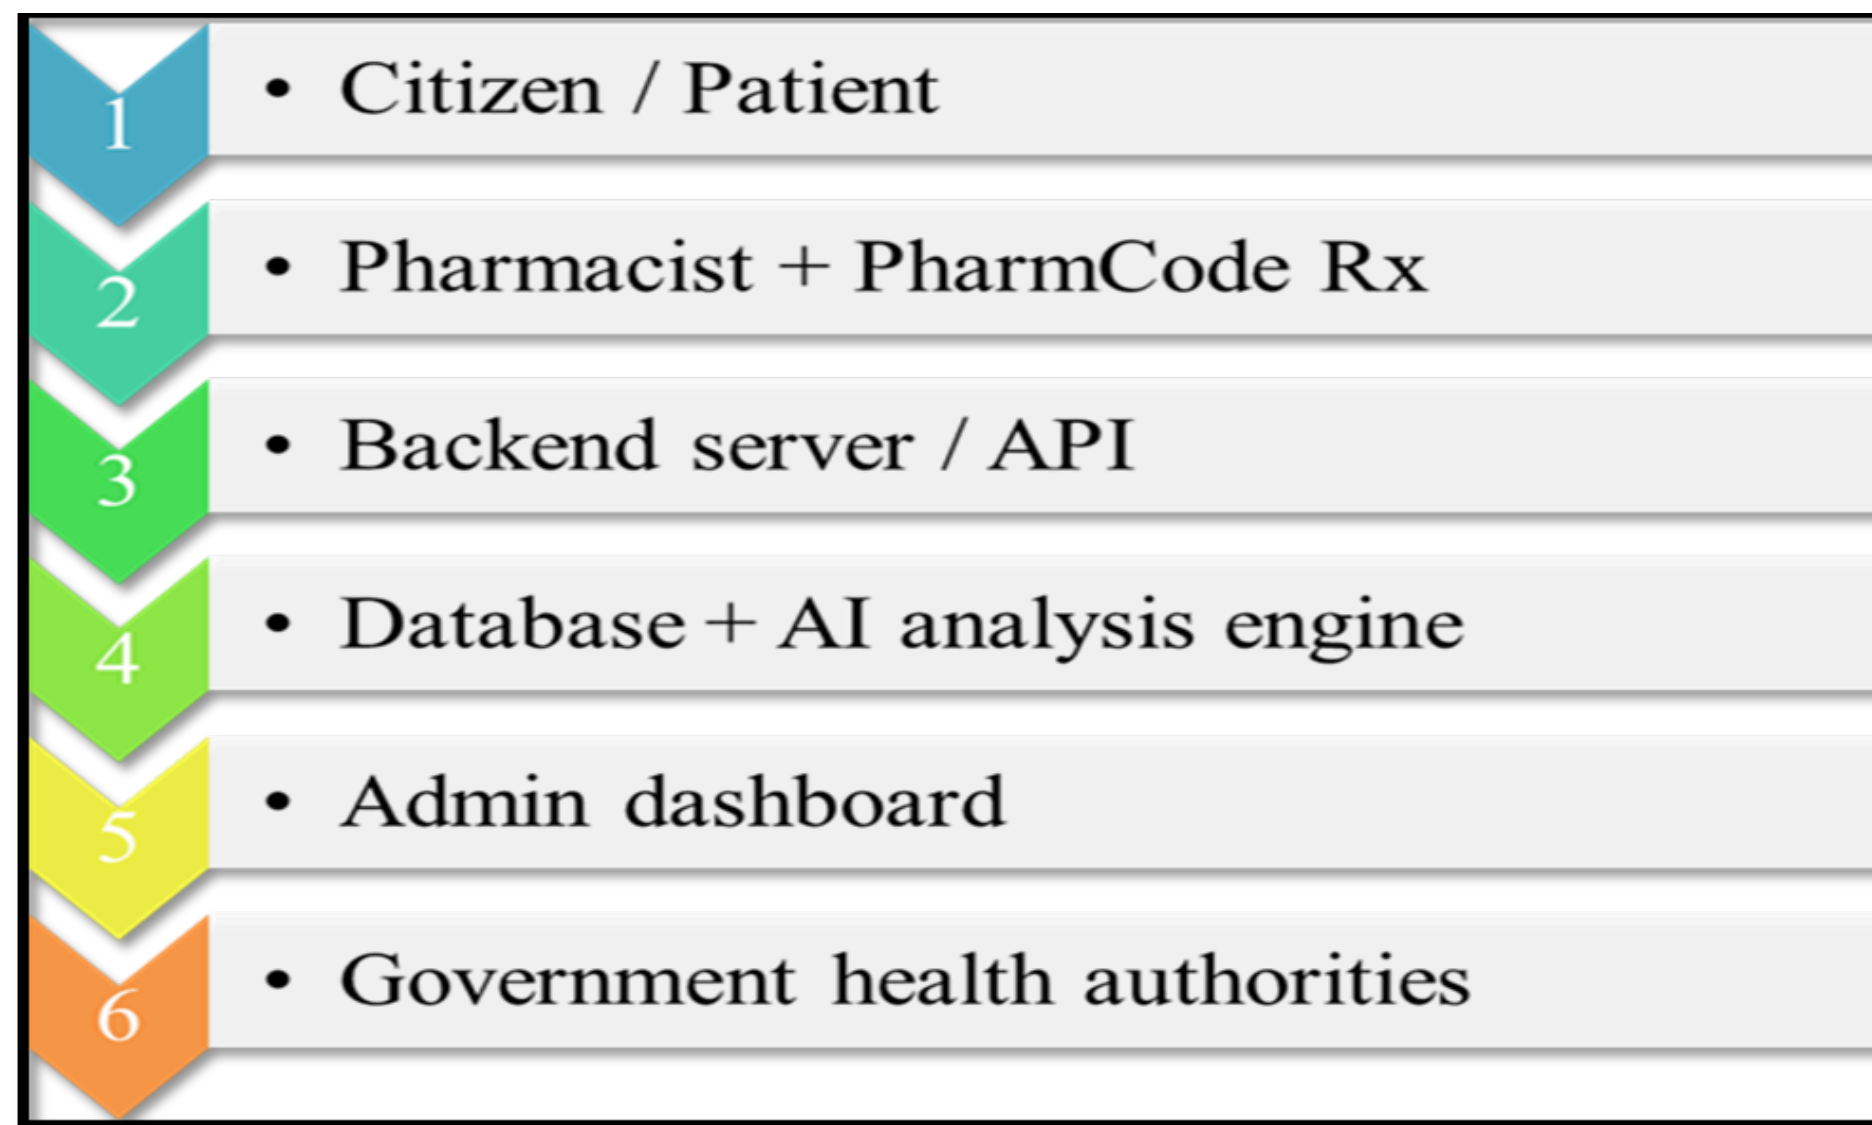 1 • Citizen / Patient
2 • Pharmacist + PharmCode Rx
3 • Backend server / API
4 • Database + AI analysis engine
5 • Admin dashboard
6 • Government health authorities